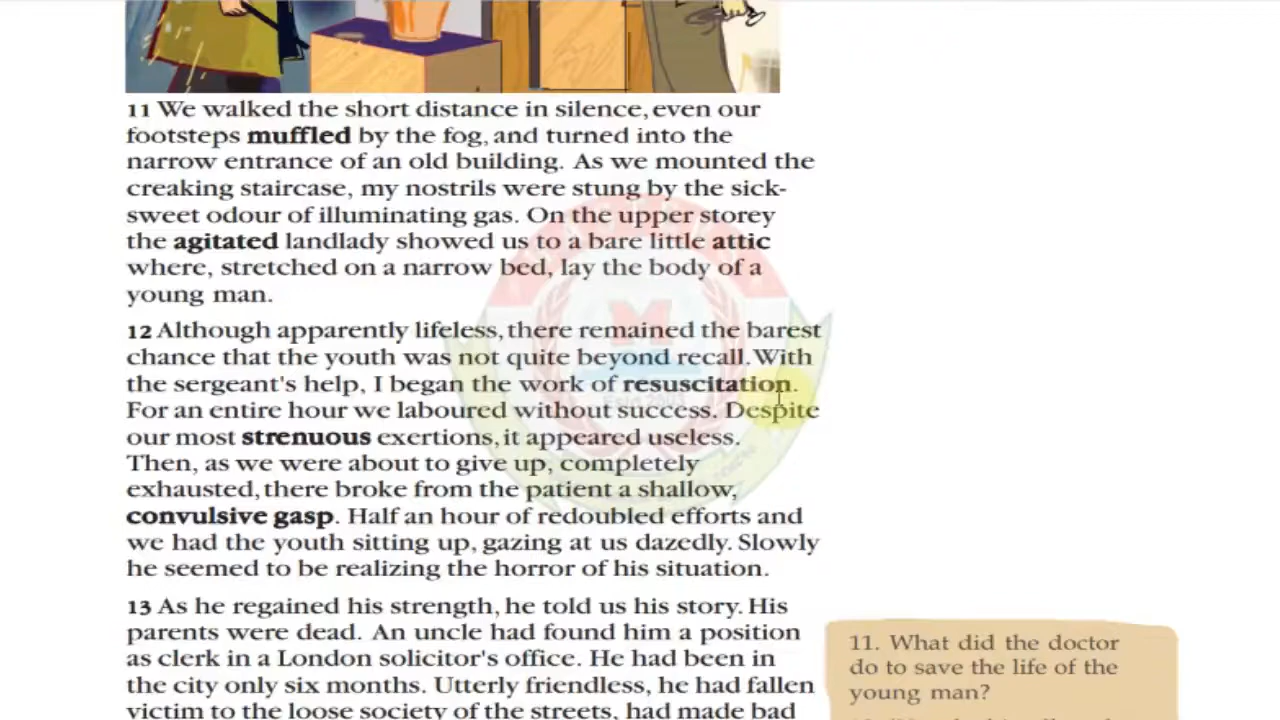 11 We walked the short distance in silence, even our
footsteps muffled by the fog, and turned into the
narrow entrance of an old building. As we mounted the
creaking staircase, my nostrils were stung by the sick-
sweet odour of illuminating gas. On the upper storey
the agitated landlady showed us to a bare little attic
where, stretched on a narrow bed, lay the body of a
young man.
12 Although apparently lifeless, there remained the barest
chance that the youth was not quite beyond recall. With
the sergeant's help, I began the work of resuscitation.
For an entire hour we laboured without success. Despite
our most strenuous exertions, it appeared useless.
Then, as we were about to give up, completely
exhausted, there broke from the patient a shallow,
convulsive gasp. Half an hour of redoubled efforts and
we had the youth sitting up, gazing at us dazedly. Slowly
he seemed to be realizing the horror of his situation.
13 As he regained his strength, he told us his story. His
parents were dead. An uncle had found him a position
as clerk in a London solicitor's office. He had been in
the city only six months. Utterly friendless, he had fallen
victim to the loose society of the streets, had made bad
11. What did the doctor
do to save the life of the
young man?